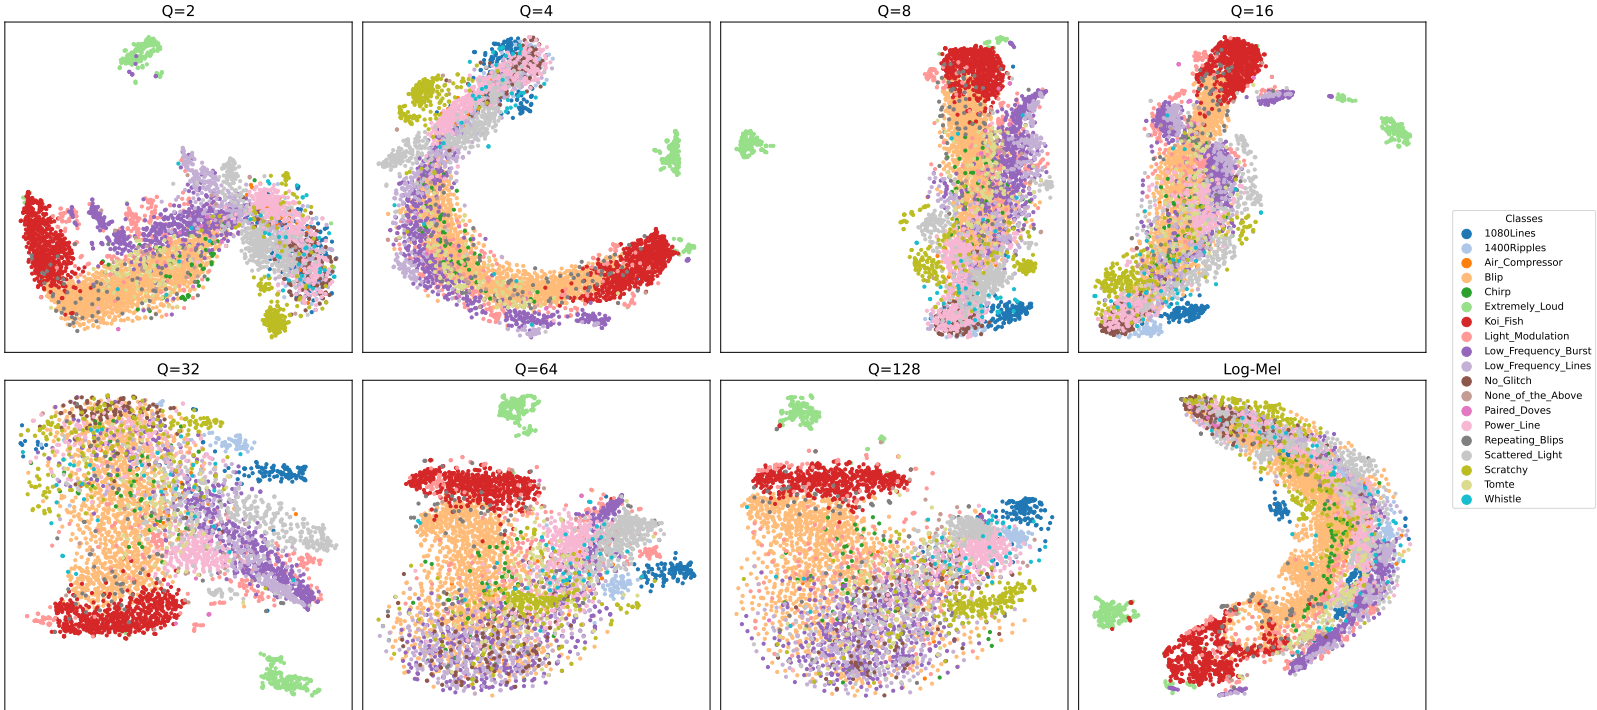 Q=2
Q=4
Q=8
Q=16
Q=32
Q=64
Q=128
Log-Mel
Classes
1080Lines
1400Ripples
Air_Compressor
Blip
Chirp
Extremely_Loud
Koi_Fish
Light_Modulation
Low_Frequency_Burst
Low_Frequency_Lines
No_Glitch
None_of_the_Above
Paired_Doves
Power_Line
Repeating_Blips
Scattered_Light
Scratchy
Tomte
Whistle